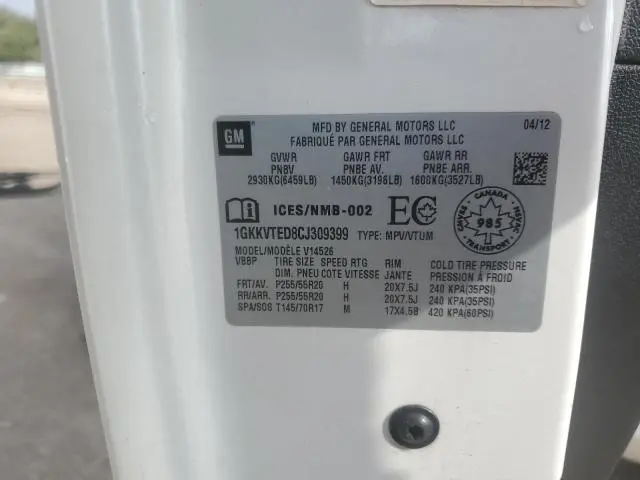 GM
MFD BY GENERAL MOTORS LLC 04/12
FABRIQUÉ PAR GENERAL MOTORS LLC
GVWR GAWR FRT GAWR RR
PNBV PNBE AV. PNBE ARR.
2930KG(6459LB) 1450KG(3196LB) 1600KG(3527LB)
ICES/NMB-002 EC
CANADA
985
1GKKVTED8CJ309399 TYPE: MPV/VTUM
MODEL/MODÈLE V14526
VBBP TIRE SIZE SPEED RTG RIM COLD TIRE PRESSURE
DIM. PNEU COTE VITESSE JANTE PRESSION À FROID
FRT/AV. P255/55R20 H 20X7.5J 240 KPA(35PSI)
RR/ARR. P255/55R20 H 20X7.5J 240 KPA(35PSI)
SPA/SOS T145/70R17 M 17X4.5B 420 KPA(60PSI)